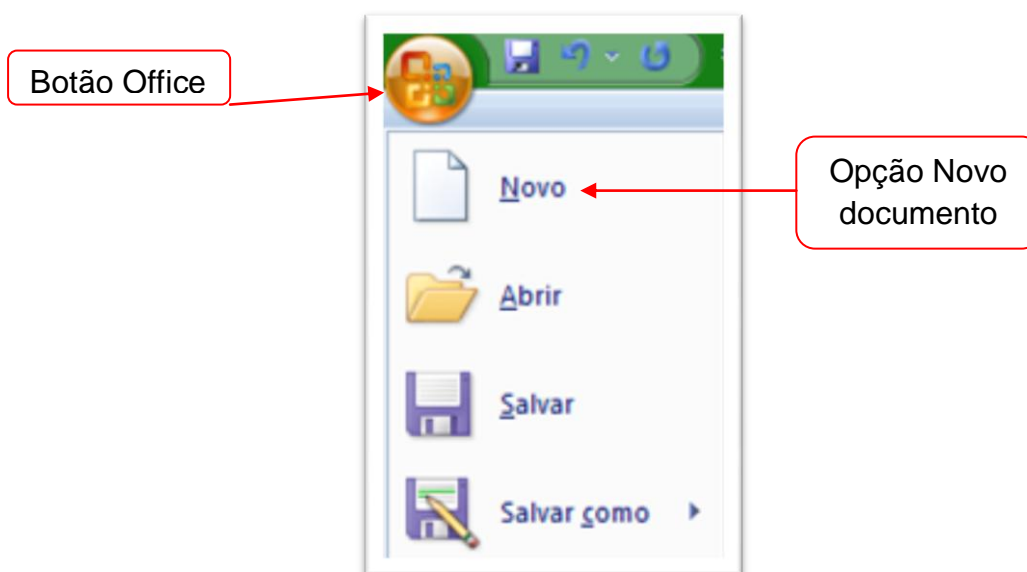 Botão Office
Novo
Opção Novo
documento
Abrir
Salvar
Salvar como